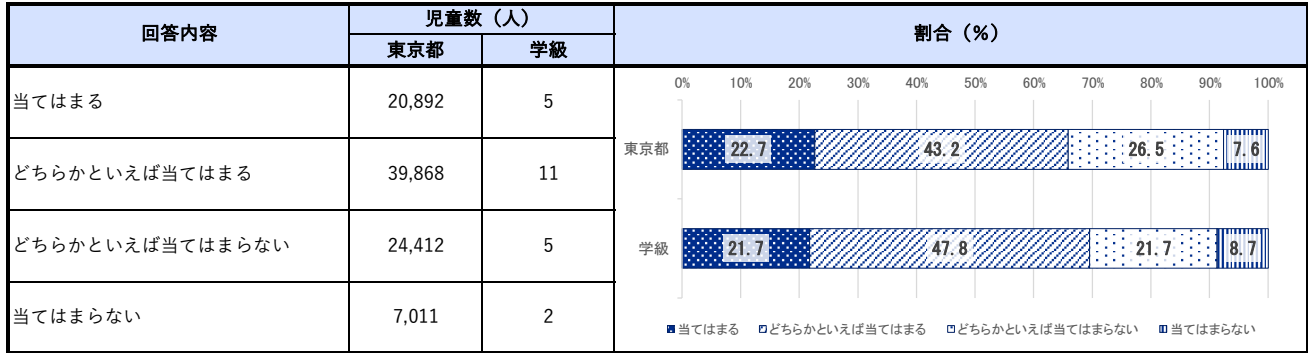 回答内容 児童数（人） 割合（%）
東京都 学級
当てはまる 20,892 5
どちらかといえば当てはまる 39,868 11
どちらかといえば当てはまらない 24,412 5
当てはまらない 7,011 2
0% 10% 20% 30% 40% 50% 60% 70% 80% 90% 100%
東京都 22.7 43.2 26.5 7.6
学級 21.7 47.8 21.7 8.7
当てはまる どちらかといえば当てはまる どちらかといえば当てはまらない 当てはまらない